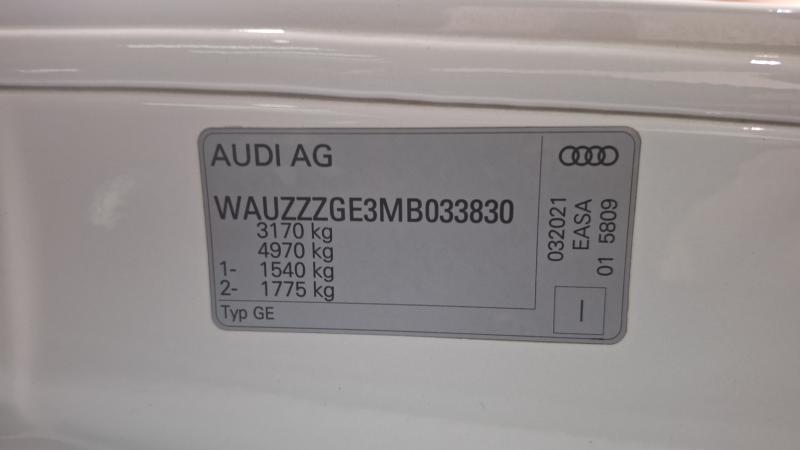 AUDI AG
WAUZZZGE3MB033830
3170 kg
4970 kg
1- 1540 kg
2- 1775 kg
Typ GE
032021
EASA
01 5809